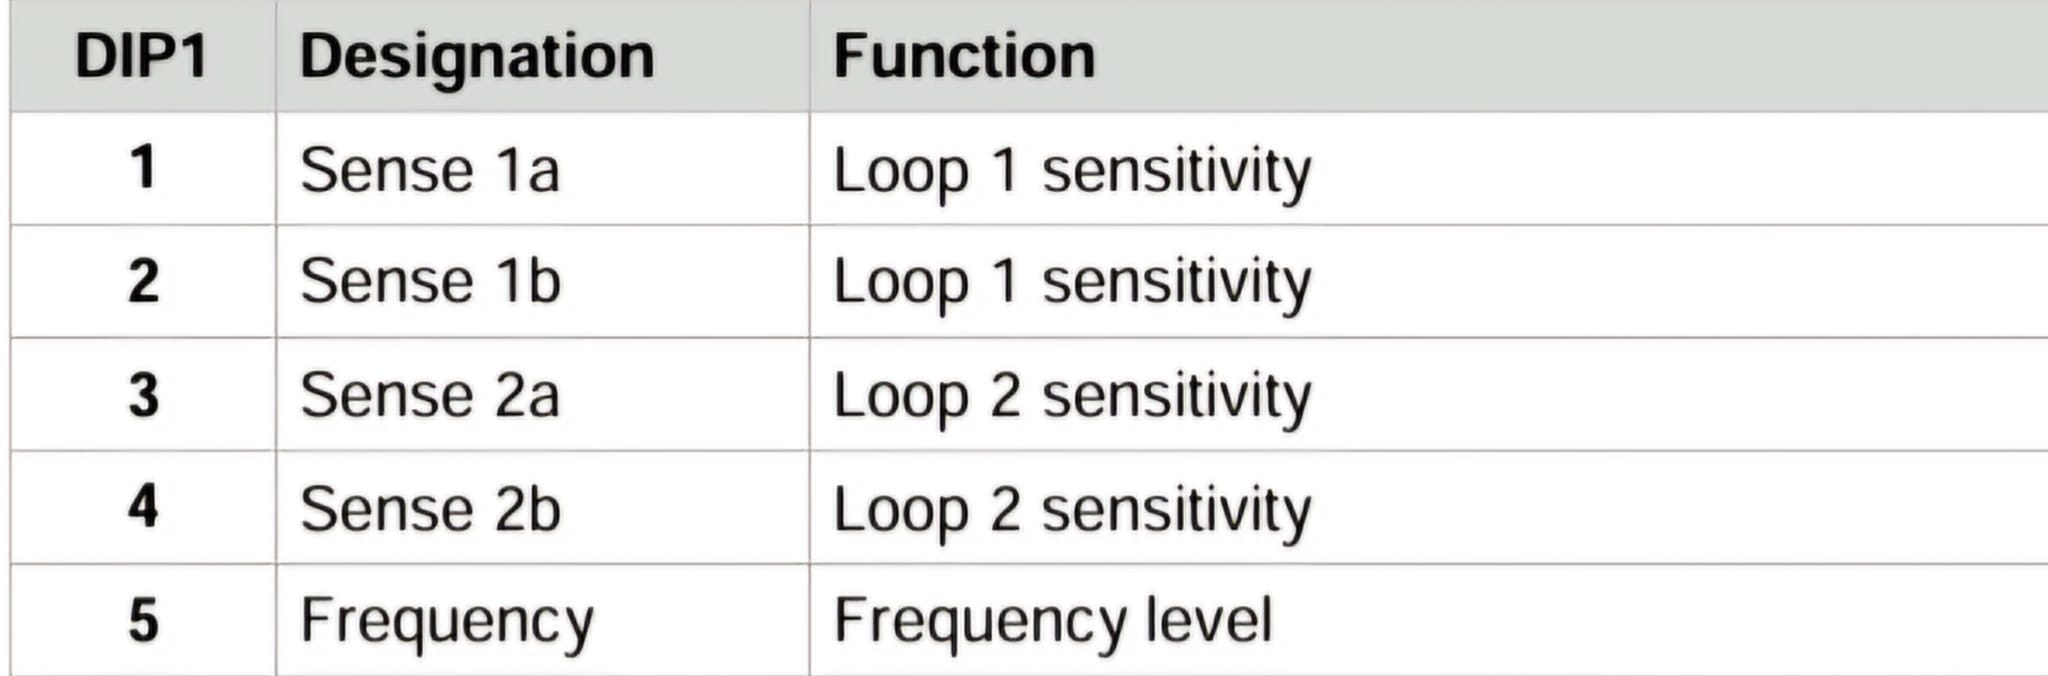 DIP1 Designation Function
1 Sense 1a Loop 1 sensitivity
2 Sense 1b Loop 1 sensitivity
3 Sense 2a Loop 2 sensitivity
4 Sense 2b Loop 2 sensitivity
5 Frequency Frequency level